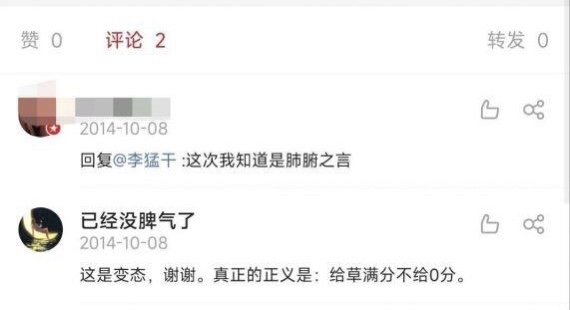 赞 0 评论 2 转发 0
2014-10-08
回复@李猛干 :这次我知道是肺腑之言
已经没脾气了
2014-10-08
这是变态，谢谢。真正的正义是：给草满分不给0分。